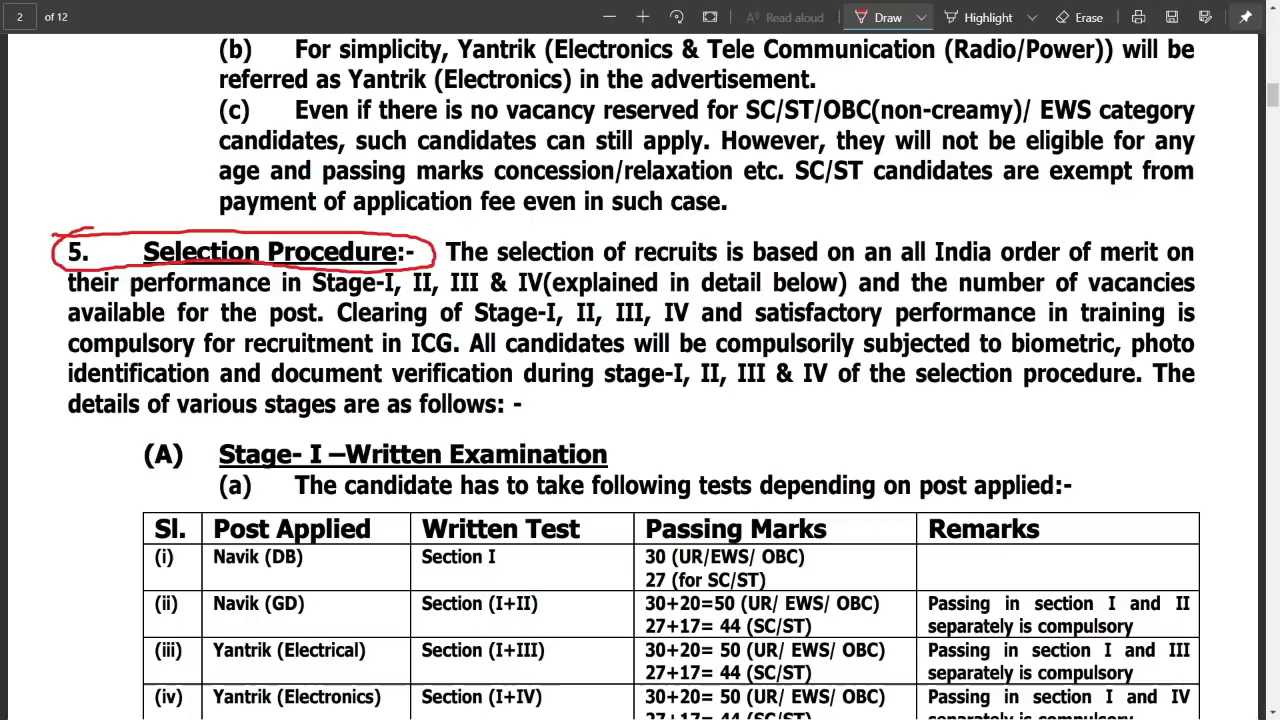 2 of 12 Read aloud Draw Highlight Erase
(b) For simplicity, Yantrik (Electronics & Tele Communication (Radio/Power)) will be
referred as Yantrik (Electronics) in the advertisement.
(c) Even if there is no vacancy reserved for SC/ST/OBC(non-creamy)/ EWS category
candidates, such candidates can still apply. However, they will not be eligible for any
age and passing marks concession/relaxation etc. SC/ST candidates are exempt from
payment of application fee even in such case.
5. Selection Procedure:- The selection of recruits is based on an all India order of merit on
their performance in Stage-I, II, III & IV(explained in detail below) and the number of vacancies
available for the post. Clearing of Stage-I, II, III, IV and satisfactory performance in training is
compulsory for recruitment in ICG. All candidates will be compulsorily subjected to biometric, photo
identification and document verification during stage-I, II, III & IV of the selection procedure. The
details of various stages are as follows: -
(A) Stage- I –Written Examination
(a) The candidate has to take following tests depending on post applied:-
Sl. Post Applied Written Test Passing Marks Remarks
(i) Navik (DB) Section I 30 (UR/EWS/ OBC)
27 (for SC/ST)
(ii) Navik (GD) Section (I+II) 30+20=50 (UR/ EWS/ OBC) Passing in section I and II
27+17= 44 (SC/ST) separately is compulsory
(iii) Yantrik (Electrical) Section (I+III) 30+20= 50 (UR/ EWS/ OBC) Passing in section I and III
27+17= 44 (SC/ST) separately is compulsory
(iv) Yantrik (Electronics) Section (I+IV) 30+20= 50 (UR/ EWS/ OBC) Passing in section I and IV
27+17= 44 (SC/ST) separately is compulsory